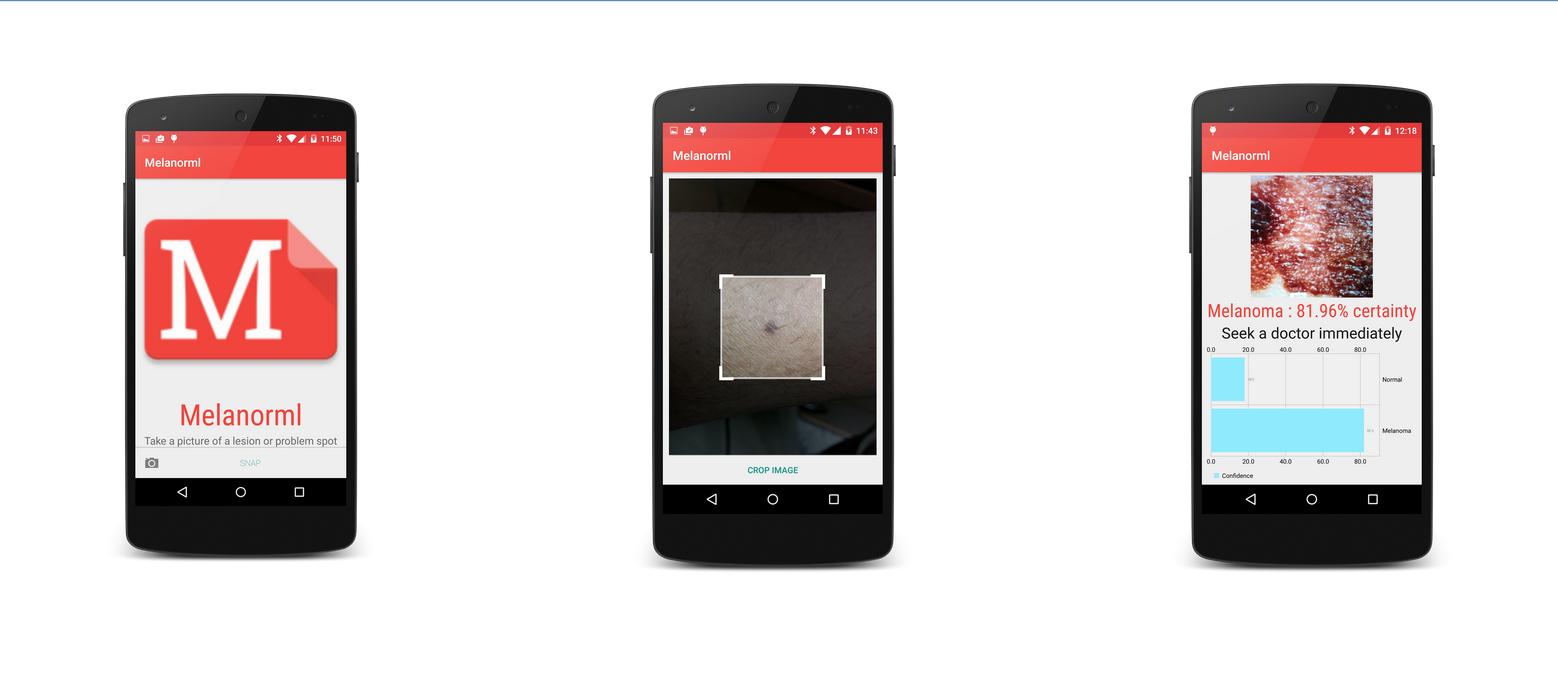 11:50
Melanorml
M
Melanorml
Take a picture of a lesion or problem spot
SNAP
11:43
Melanorml
CROP IMAGE
12:18
Melanorml
Melanoma : 81.96% certainty
Seek a doctor immediately
0.0 20.0 40.0 60.0 80.0
Normal
Melanoma
0.0 20.0 40.0 60.0 80.0
Confidence